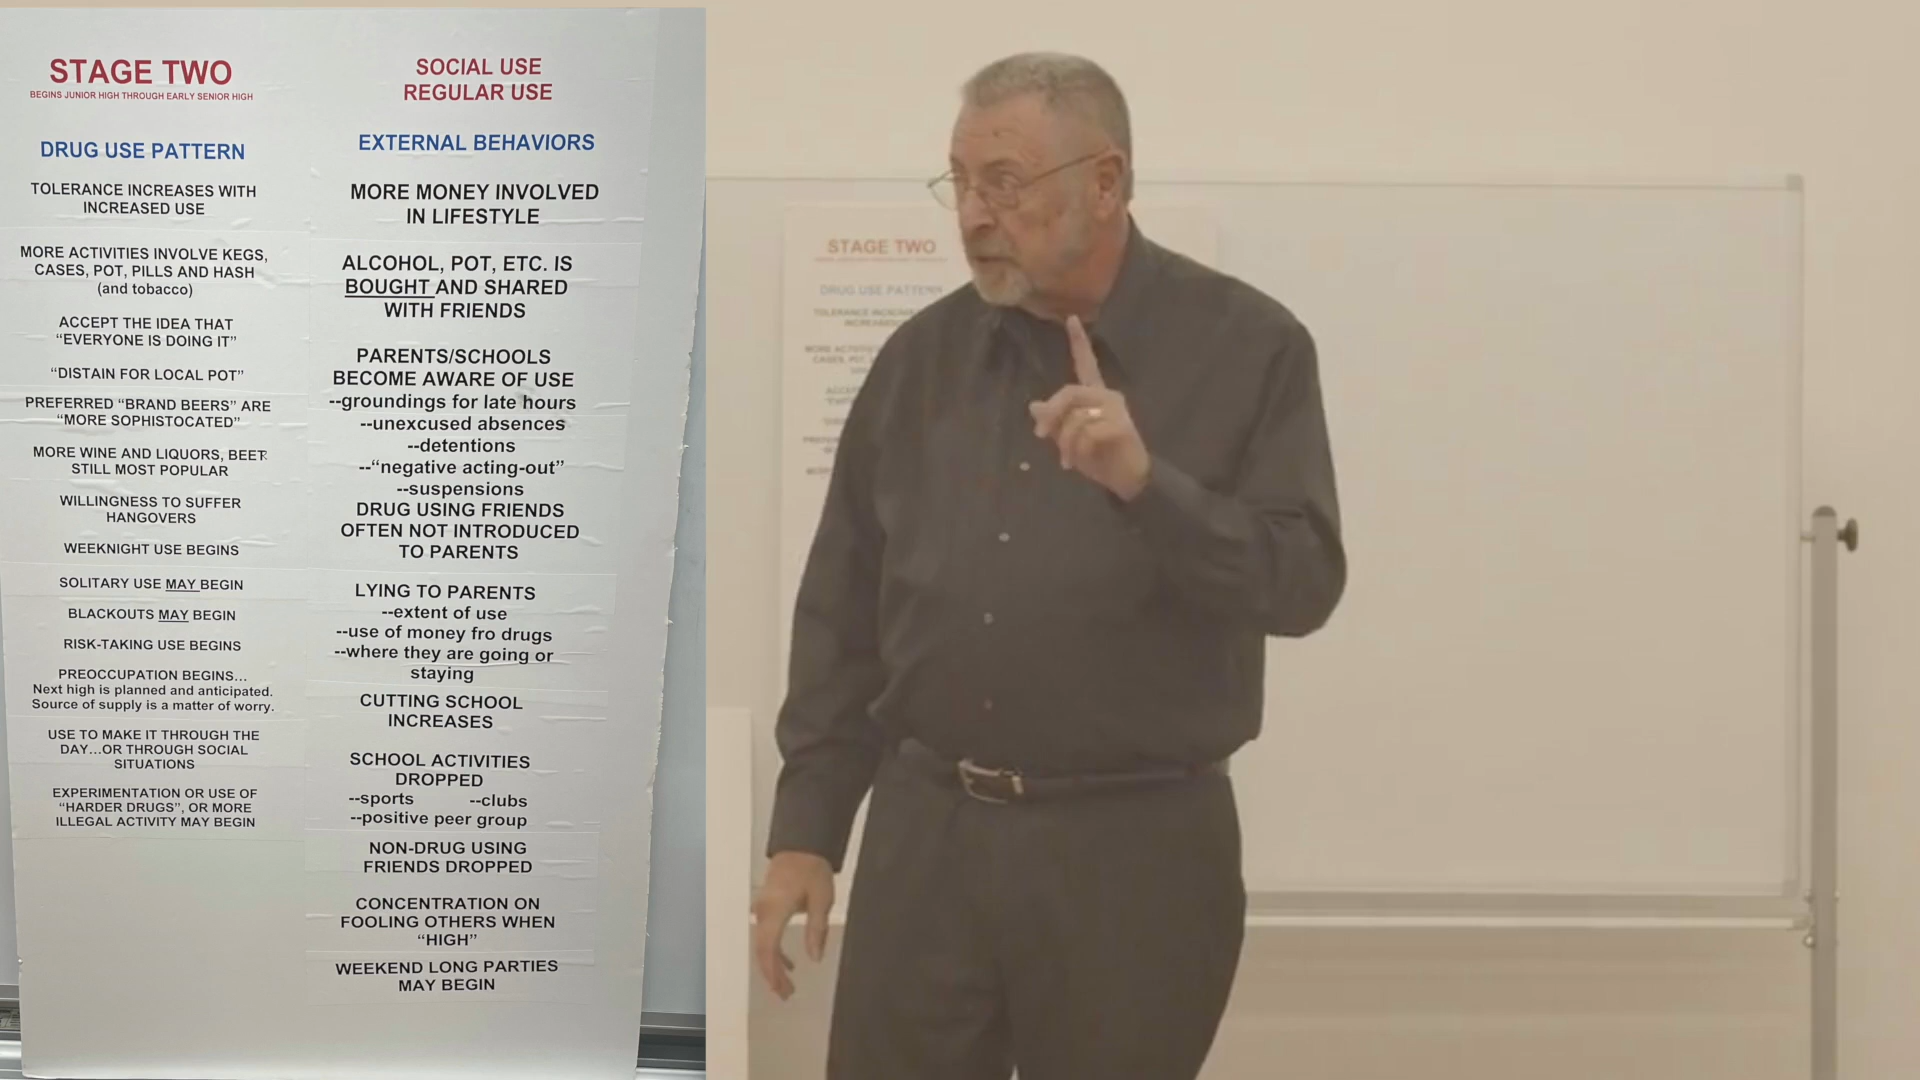 STAGE TWO
BEGINS JUNIOR HIGH THROUGH EARLY SENIOR HIGH
DRUG USE PATTERN
TOLERANCE INCREASES WITH
INCREASED USE
MORE ACTIVITIES INVOLVE KEGS,
CASES, POT, PILLS AND HASH
(and tobacco)
ACCEPT THE IDEA THAT
“EVERYONE IS DOING IT”
“DISTAIN FOR LOCAL POT”
PREFERRED “BRAND BEERS” ARE
“MORE SOPHISTOCATED”
MORE WINE AND LIQUORS, BEER
STILL MOST POPULAR
WILLINGNESS TO SUFFER
HANGOVERS
WEEKNIGHT USE BEGINS
SOLITARY USE MAY BEGIN
BLACKOUTS MAY BEGIN
RISK-TAKING USE BEGINS
PREOCCUPATION BEGINS...
Next high is planned and anticipated.
Source of supply is a matter of worry.
USE TO MAKE IT THROUGH THE
DAY...OR THROUGH SOCIAL
SITUATIONS
EXPERIMENTATION OR USE OF
“HARDER DRUGS”, OR MORE
ILLEGAL ACTIVITY MAY BEGIN
SOCIAL USE
REGULAR USE
EXTERNAL BEHAVIORS
MORE MONEY INVOLVED
IN LIFESTYLE
ALCOHOL, POT, ETC. IS
BOUGHT AND SHARED
WITH FRIENDS
PARENTS/SCHOOLS
BECOME AWARE OF USE
--groundings for late hours
--unexcused absences
--detentions
--“negative acting-out”
--suspensions
DRUG USING FRIENDS
OFTEN NOT INTRODUCED
TO PARENTS
LYING TO PARENTS
--extent of use
--use of money fro drugs
--where they are going or
staying
CUTTING SCHOOL
INCREASES
SCHOOL ACTIVITIES
DROPPED
--sports --clubs
--positive peer group
NON-DRUG USING
FRIENDS DROPPED
CONCENTRATION ON
FOOLING OTHERS WHEN
“HIGH”
WEEKEND LONG PARTIES
MAY BEGIN
STAGE TWO
DRUG USE PATTERN